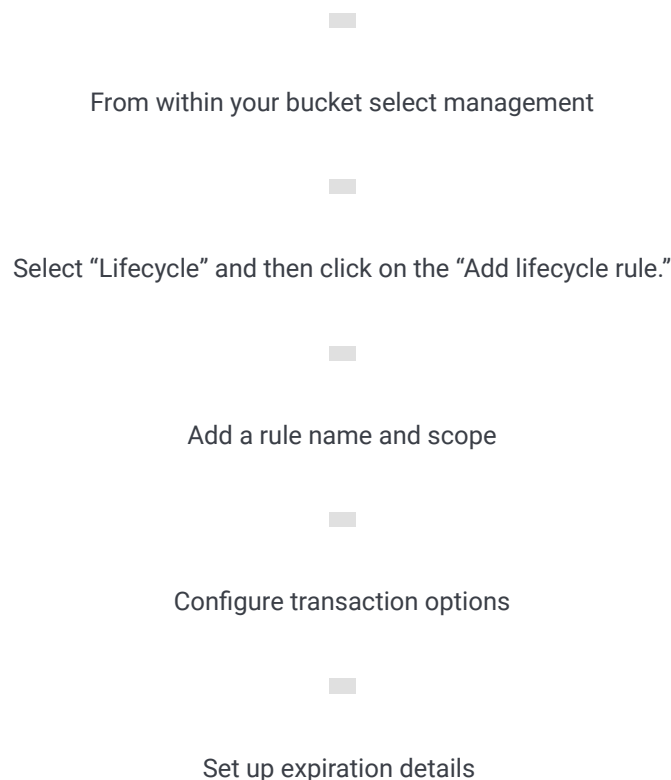 From within your bucket select management
Select “Lifecycle” and then click on the “Add lifecycle rule.”
Add a rule name and scope
Configure transaction options
Set up expiration details